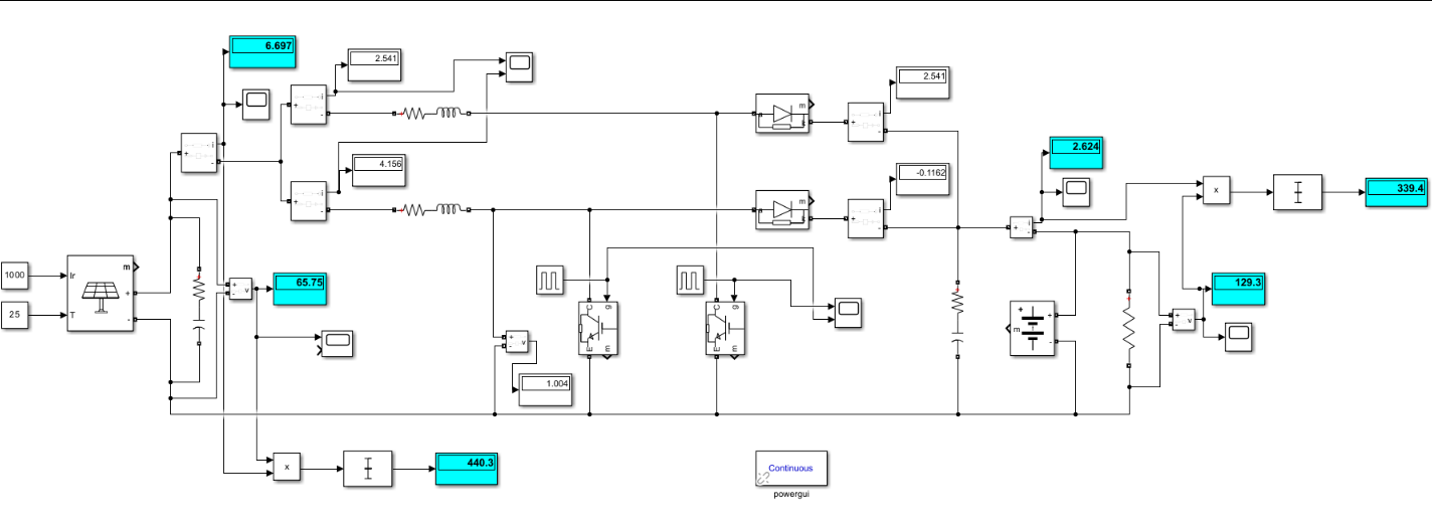 6.697
2.541
2.541
i
+
-
i
+
-
m
a
k
i
+
-
2.624
4.156
-0.1162
x
339.4
i
+
-
m
a
k
i
+
-
i
+
-
1000
Ir
m
+
25
T
-
+
-
v
65.75
129.3
C
g
E
m
C
g
E
m
+
m
+
-
+
-
v
+
-
v
1.004
x
440.3
Continuous
powergui